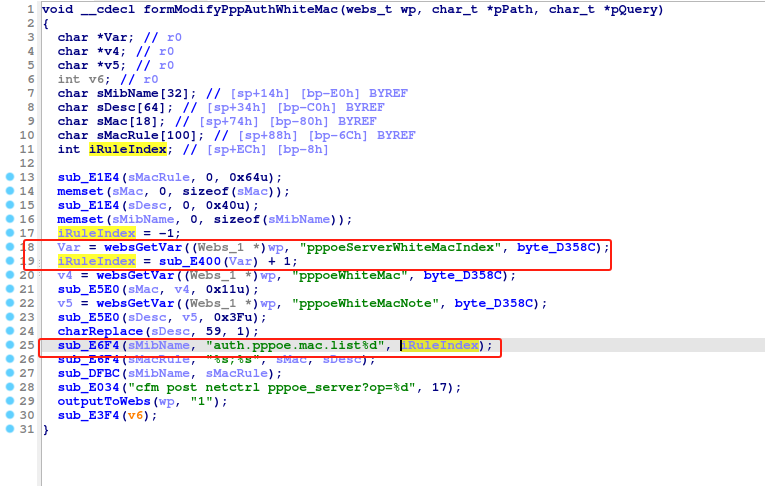 1 void __cdecl formModifyPppAuthWhiteMac(webs_t wp, char_t *pPath, char_t *pQuery)
2 {
3 char *Var; // r0
4 char *v4; // r0
5 char *v5; // r0
6 int v6; // r0
7 char sMibName[32]; // [sp+14h] [bp-E0h] BYREF
8 char sDesc[64]; // [sp+34h] [bp-C0h] BYREF
9 char sMac[18]; // [sp+74h] [bp-80h] BYREF
10 char sMacRule[100]; // [sp+88h] [bp-6Ch] BYREF
11 int iRuleIndex; // [sp+ECh] [bp-8h]
12
13 sub_E1E4(sMacRule, 0, 0x64u);
14 memset(sMac, 0, sizeof(sMac));
15 sub_E1E4(sDesc, 0, 0x40u);
16 memset(sMibName, 0, sizeof(sMibName));
17 iRuleIndex = -1;
18 Var = websGetVar((Webs_1 *)wp, "pppoeServerWhiteMacIndex", byte_D358C);
19 iRuleIndex = sub_E400(Var) + 1;
20 v4 = websGetVar((Webs_1 *)wp, "pppoeWhiteMac", byte_D358C);
21 sub_E5E0(sMac, v4, 0x11u);
22 v5 = websGetVar((Webs_1 *)wp, "pppoeWhiteMacNote", byte_D358C);
23 sub_E5E0(sDesc, v5, 0x3Fu);
24 charReplace(sDesc, 59, 1);
25 sub_E6F4(sMibName, "auth.pppoe.mac.list%d", iRuleIndex);
26 sub_E6F4(sMacRule, "%s;%s", sMac, sDesc);
27 sub_DFBC(sMibName, sMacRule);
28 sub_E034("cfm post netctrl pppoe_server?op=%d", 17);
29 outputToWebs(wp, "1");
30 sub_E3F4(v6);
31 }